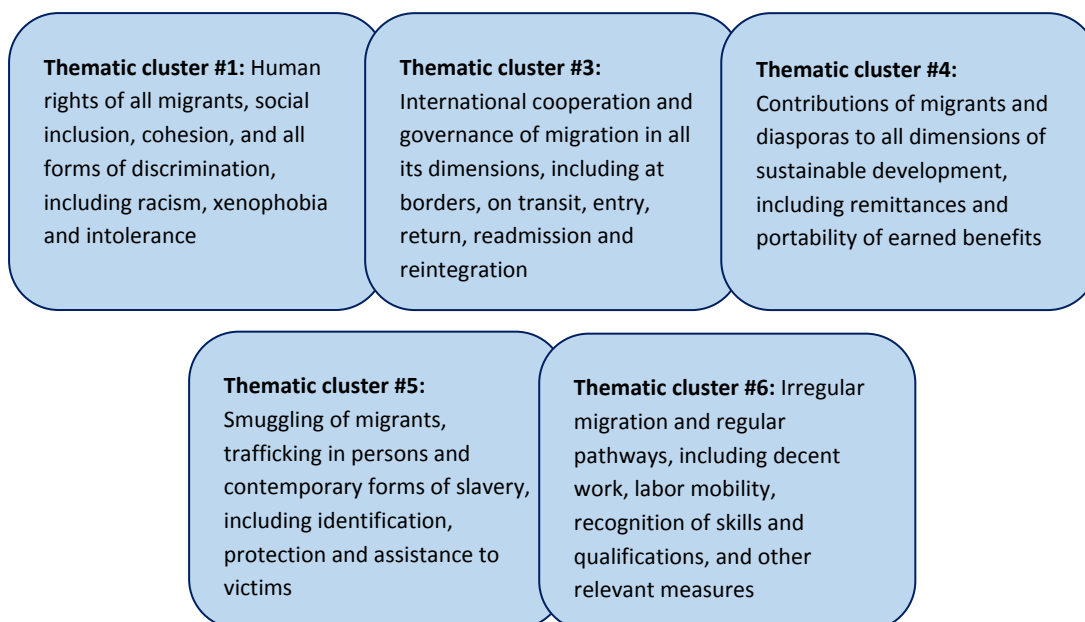 Thematic cluster #1: Human
rights of all migrants, social
inclusion, cohesion, and all
forms of discrimination,
including racism, xenophobia
and intolerance
Thematic cluster #3:
International cooperation and
governance of migration in all
its dimensions, including at
borders, on transit, entry,
return, readmission and
reintegration
Thematic cluster #4:
Contributions of migrants and
diasporas to all dimensions of
sustainable development,
including remittances and
portability of earned benefits
Thematic cluster #5:
Smuggling of migrants,
trafficking in persons and
contemporary forms of slavery,
including identification,
protection and assistance to
victims
Thematic cluster #6: Irregular
migration and regular
pathways, including decent
work, labor mobility,
recognition of skills and
qualifications, and other
relevant measures